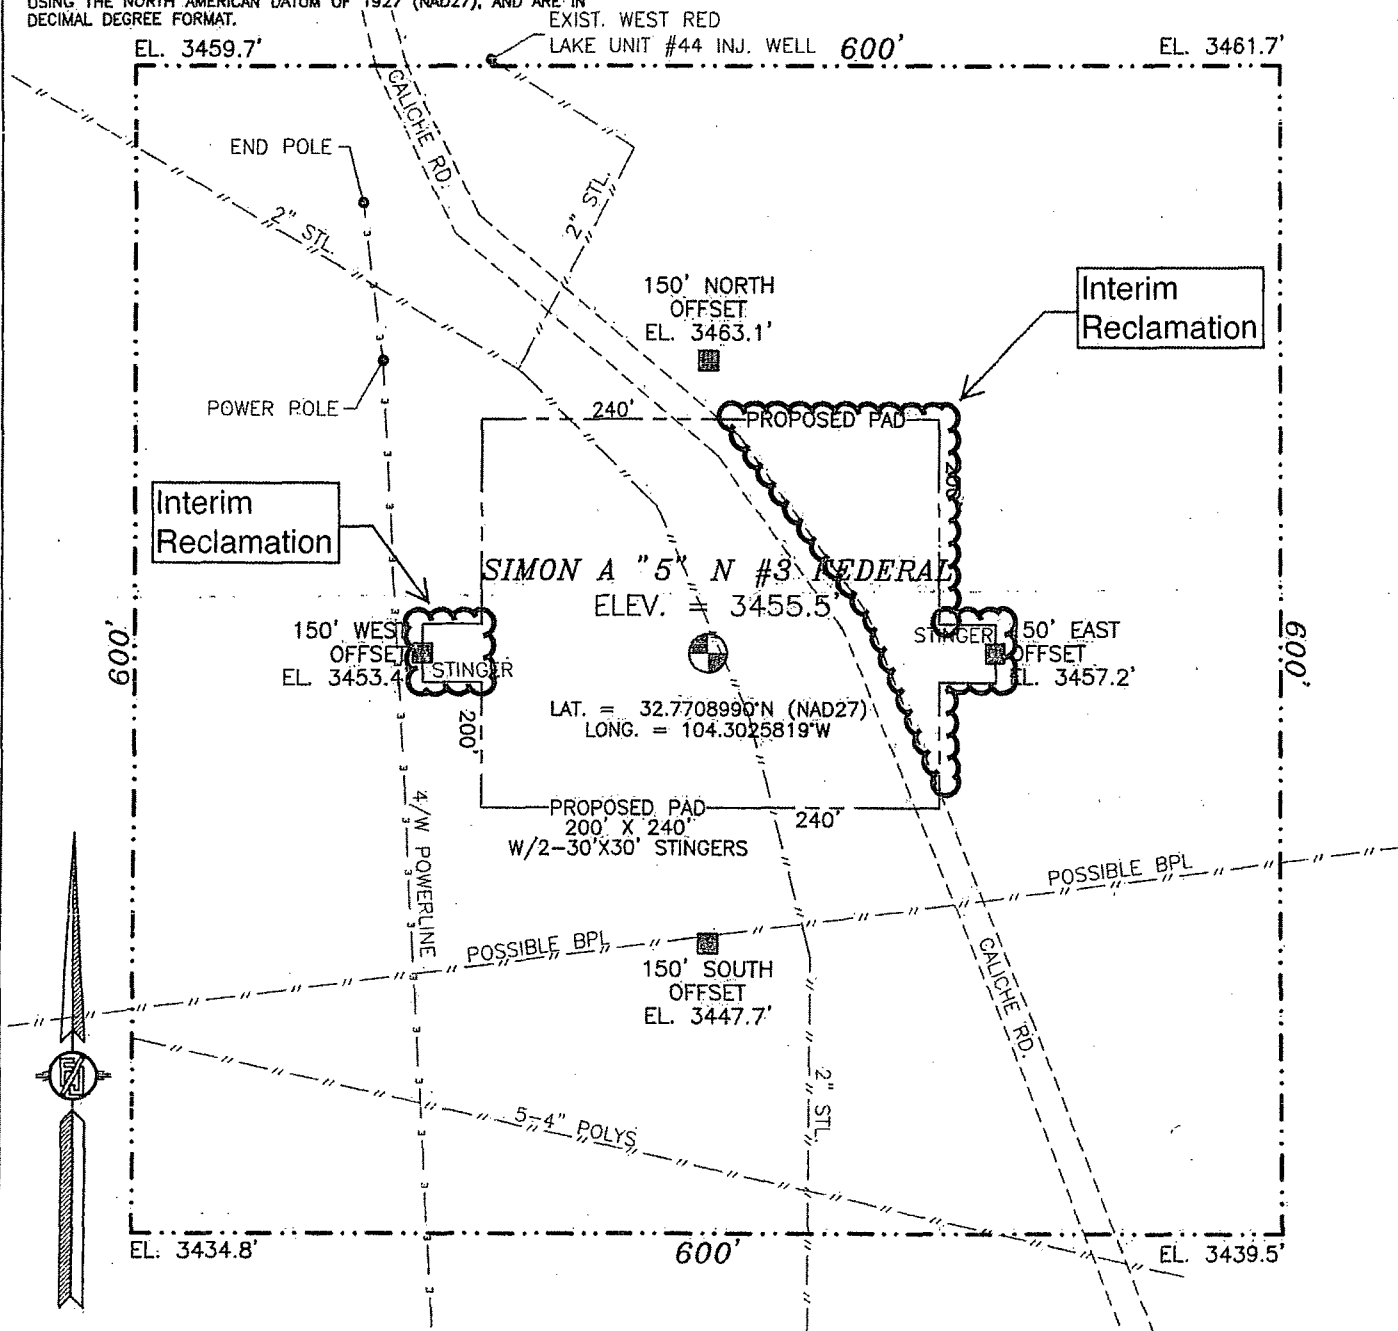 USING THE NORTH AMERICAN DATUM OF 1927 (NAD27), AND ARE IN
DECIMAL DEGREE FORMAT.
EXIST. WEST RED
LAKE UNIT #44 INJ. WELL
600'
EL. 3459.7'
EL. 3461.7'
CALICHE RD.
END POLE
2" STL.
2" STL.
150' NORTH
OFFSET
EL. 3463.1'
Interim
Reclamation
POWER POLE
240'
PROPOSED PAD
200'
Interim
Reclamation
SIMON A "5" N #3 FEDERAL
ELEV. = 3455.5'
600'
150' WEST
OFFSET
EL. 3453.4
STINGER
STINGER
50' EAST
OFFSET
EL. 3457.2'
600'
LAT. = 32.7708990°N (NAD27)
LONG. = 104.3025819°W
200'
PROPOSED PAD
200' X 240'
W/2-30'X30' STINGERS
240'
4/W POWERLINE
POSSIBLE BPL
POSSIBLE BPL
150' SOUTH
OFFSET
EL. 3447.7'
CALICHE RD.
2" STL.
5-4" POLYS
EL. 3434.8'
600'
EL. 3439.5'